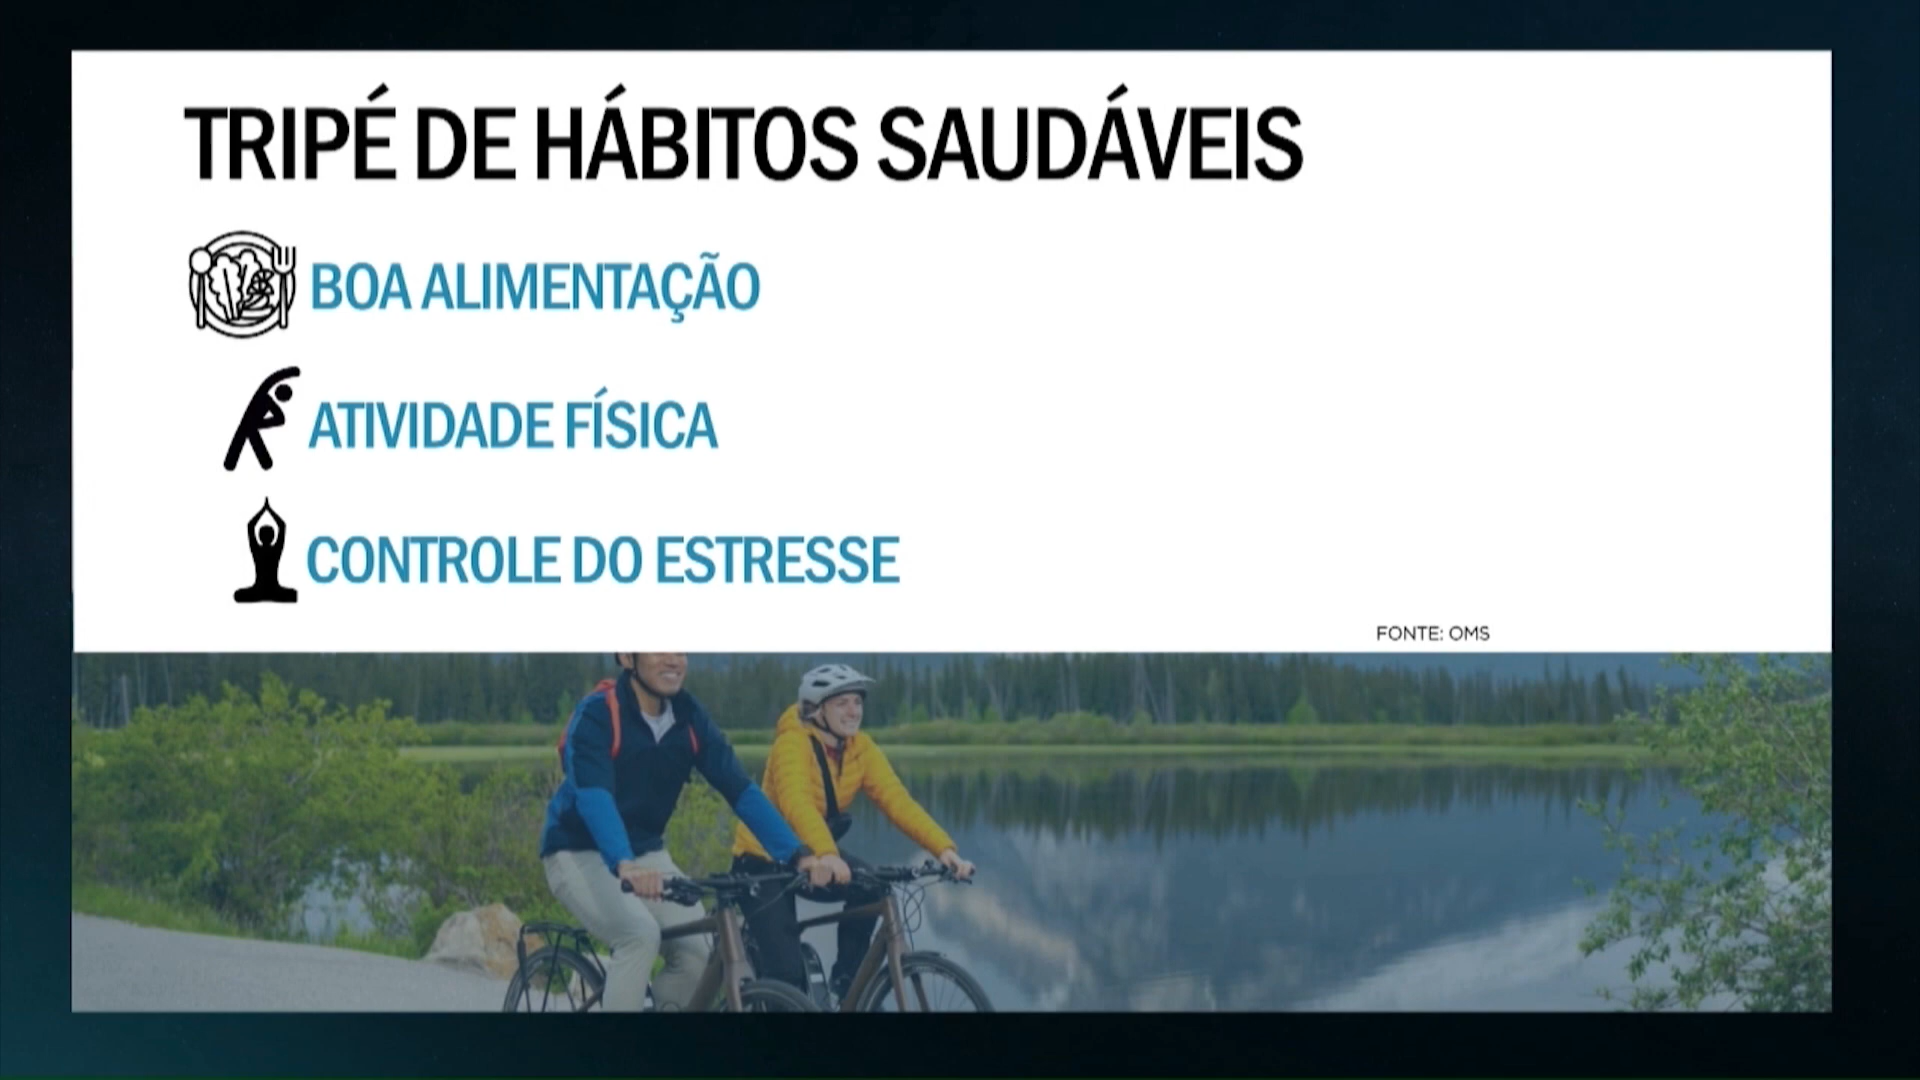 TRIPÉ DE HÁBITOS SAUDÁVEIS
BOA ALIMENTAÇÃO
ATIVIDADE FÍSICA
CONTROLE DO ESTRESSE
FONTE: OMS